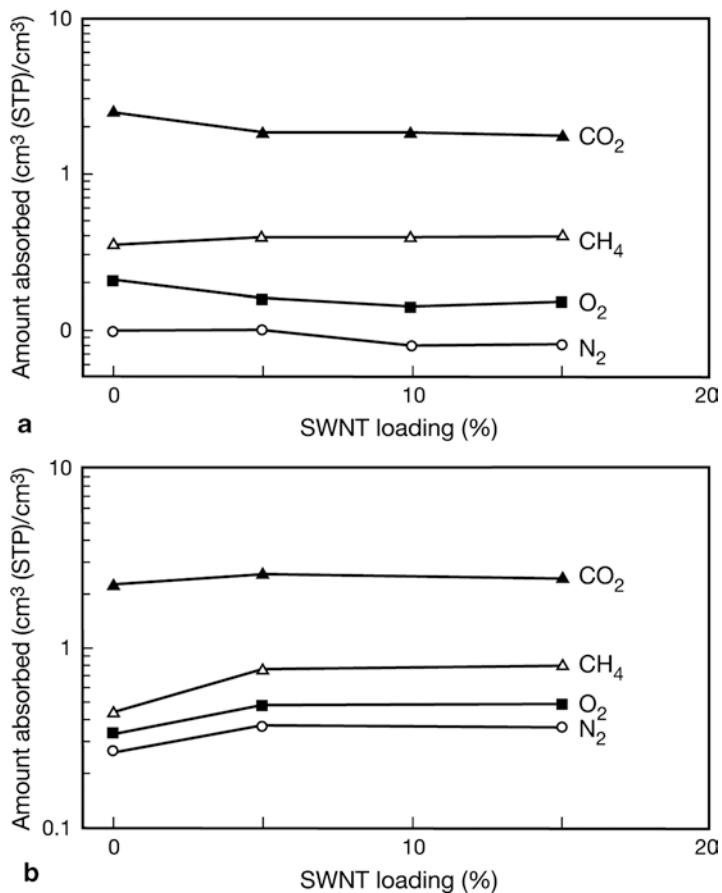 10
1
0
Amount absorbed (cm³ (STP)/cm³)
CO₂
CH₄
O₂
N₂
0
10
20
a
SWNT loading (%)
10
1
0.1
Amount absorbed (cm³ (STP)/cm³)
CO₂
CH₄
O₂
N₂
0
10
20
b
SWNT loading (%)